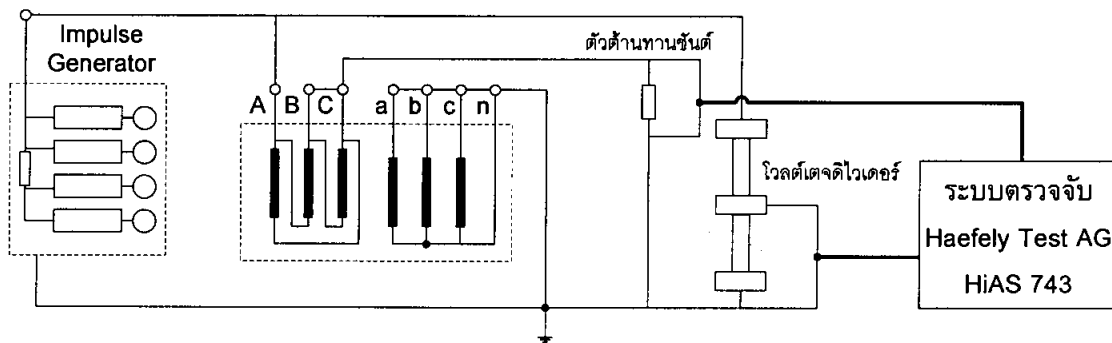 Impulse
Generator
ตัวต้านทานชันต์
A B C a b c n
โวลต์เตจดิไวเดอร์
ระบบตรวจจับ
Haefely Test AG
HiAS 743